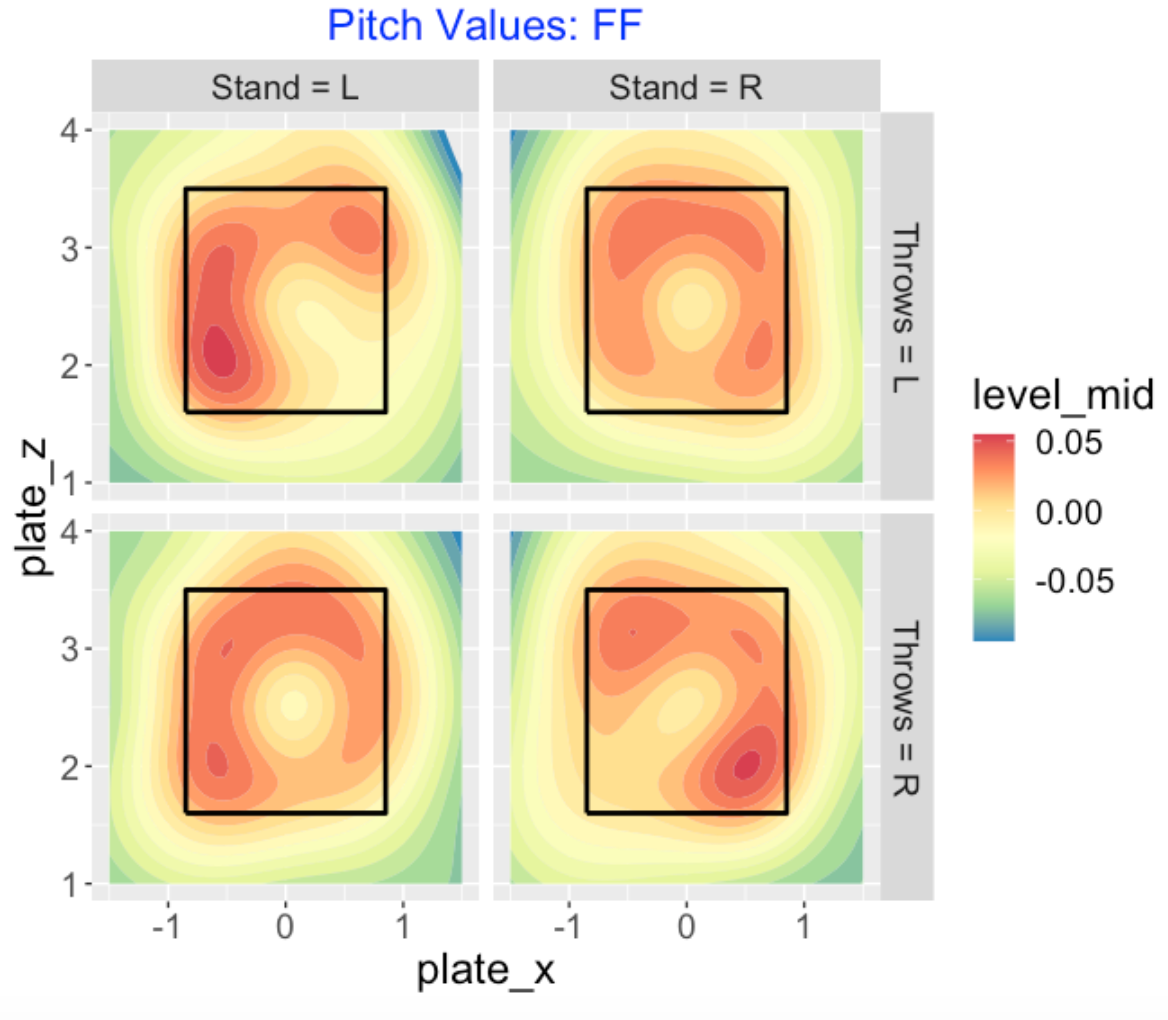 Pitch Values: FF
Stand = L
Stand = R
4
3
2
1
Throws = L
4
3
2
1
Throws = R
plate_z
-1
0
1
-1
0
1
plate_x
level_mid
0.05
0.00
-0.05